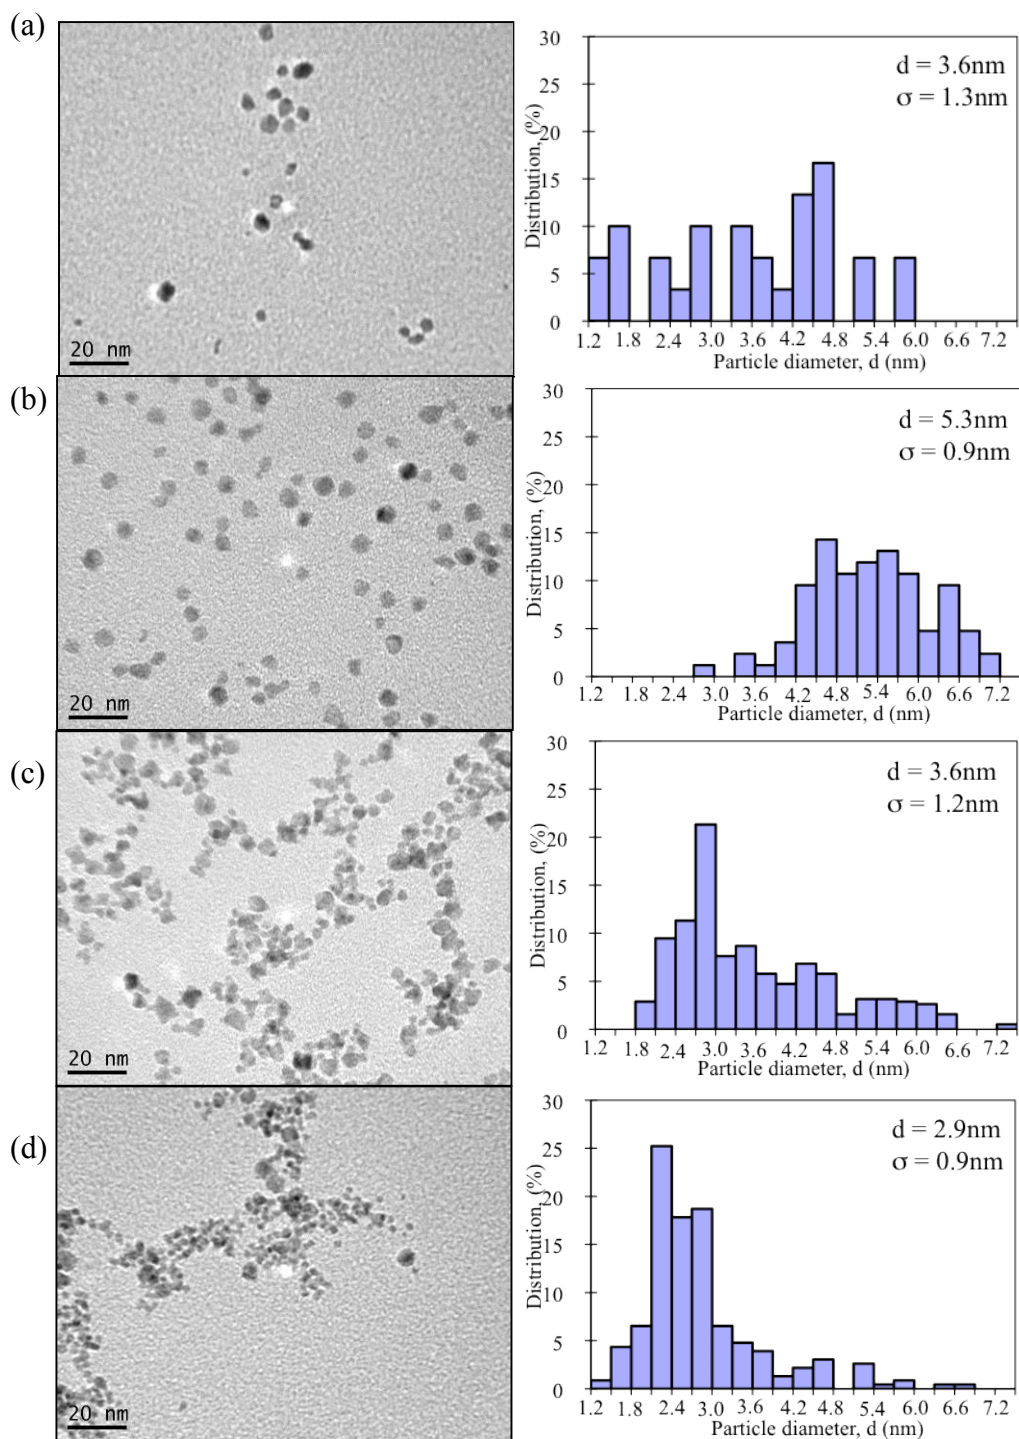 (a)
20 nm
30
25
20
15
10
5
0
Distribution, (%)
d = 3.6nm
σ = 1.3nm
1.2 1.8 2.4 3.0 3.6 4.2 4.8 5.4 6.0 6.6 7.2
Particle diameter, d (nm)
(b)
20 nm
30
25
20
15
10
5
0
Distribution, (%)
d = 5.3nm
σ = 0.9nm
1.2 1.8 2.4 3.0 3.6 4.2 4.8 5.4 6.0 6.6 7.2
Particle diameter, d (nm)
(c)
20 nm
30
25
20
15
10
5
0
Distribution, (%)
d = 3.6nm
σ = 1.2nm
1.2 1.8 2.4 3.0 3.6 4.2 4.8 5.4 6.0 6.6 7.2
Particle diameter, d (nm)
(d)
20 nm
30
25
20
15
10
5
0
Distribution, (%)
d = 2.9nm
σ = 0.9nm
1.2 1.8 2.4 3.0 3.6 4.2 4.8 5.4 6.0 6.6 7.2
Particle diameter, d (nm)